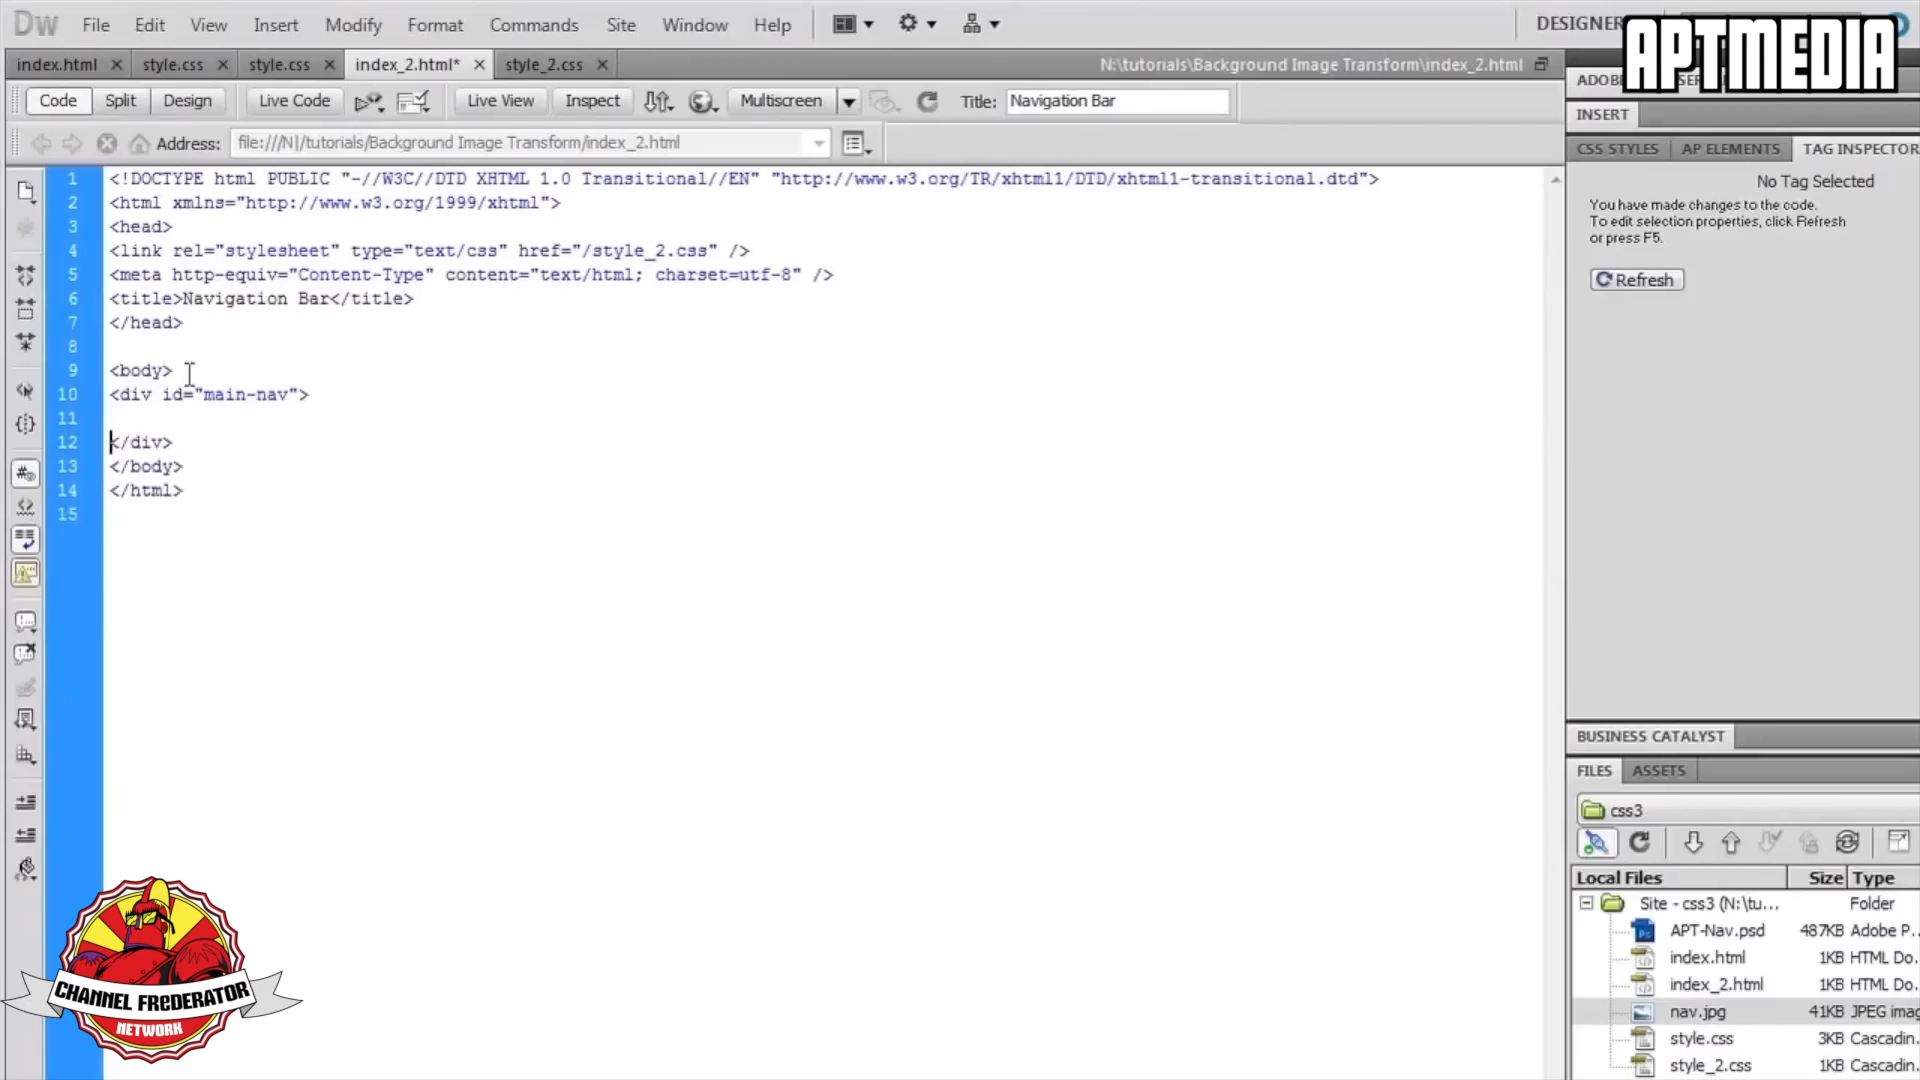 Dw File Edit View Insert Modify Format Commands Site Window Help DESIGNER
APTMEDIA
index.html style.css style.css index_2.html* style_2.css N:\tutorials\Background Image Transform\index_2.html
Code Split Design Live Code Live View Inspect Multiscreen Title: Navigation Bar
Address: file:///N|/tutorials/Background Image Transform/index_2.html
1 <!DOCTYPE html PUBLIC "-//W3C//DTD XHTML 1.0 Transitional//EN" "http://www.w3.org/TR/xhtml1/DTD/xhtml1-transitional.dtd">
2 <html xmlns="http://www.w3.org/1999/xhtml">
3 <head>
4 <link rel="stylesheet" type="text/css" href="/style_2.css" />
5 <meta http-equiv="Content-Type" content="text/html; charset=utf-8" />
6 <title>Navigation Bar</title>
7 </head>
8
9 <body>
10 <div id="main-nav">
11
12 </div>
13 </body>
14 </html>
15
INSERT
CSS STYLES AP ELEMENTS TAG INSPECTOR
No Tag Selected
You have made changes to the code.
To edit selection properties, click Refresh
or press F5.
Refresh
BUSINESS CATALYST
FILES ASSETS
css3
Local Files Size Type
Site - css3 (N:\tu... Folder
APT-Nav.psd 487KB Adobe P..
index.html 1KB HTML Do..
index_2.html 1KB HTML Do..
nav.jpg 41KB JPEG imag
style.css 3KB Cascadin.
style_2.css 1KB Cascadin.
CHANNEL FREDERATOR
NETWORK